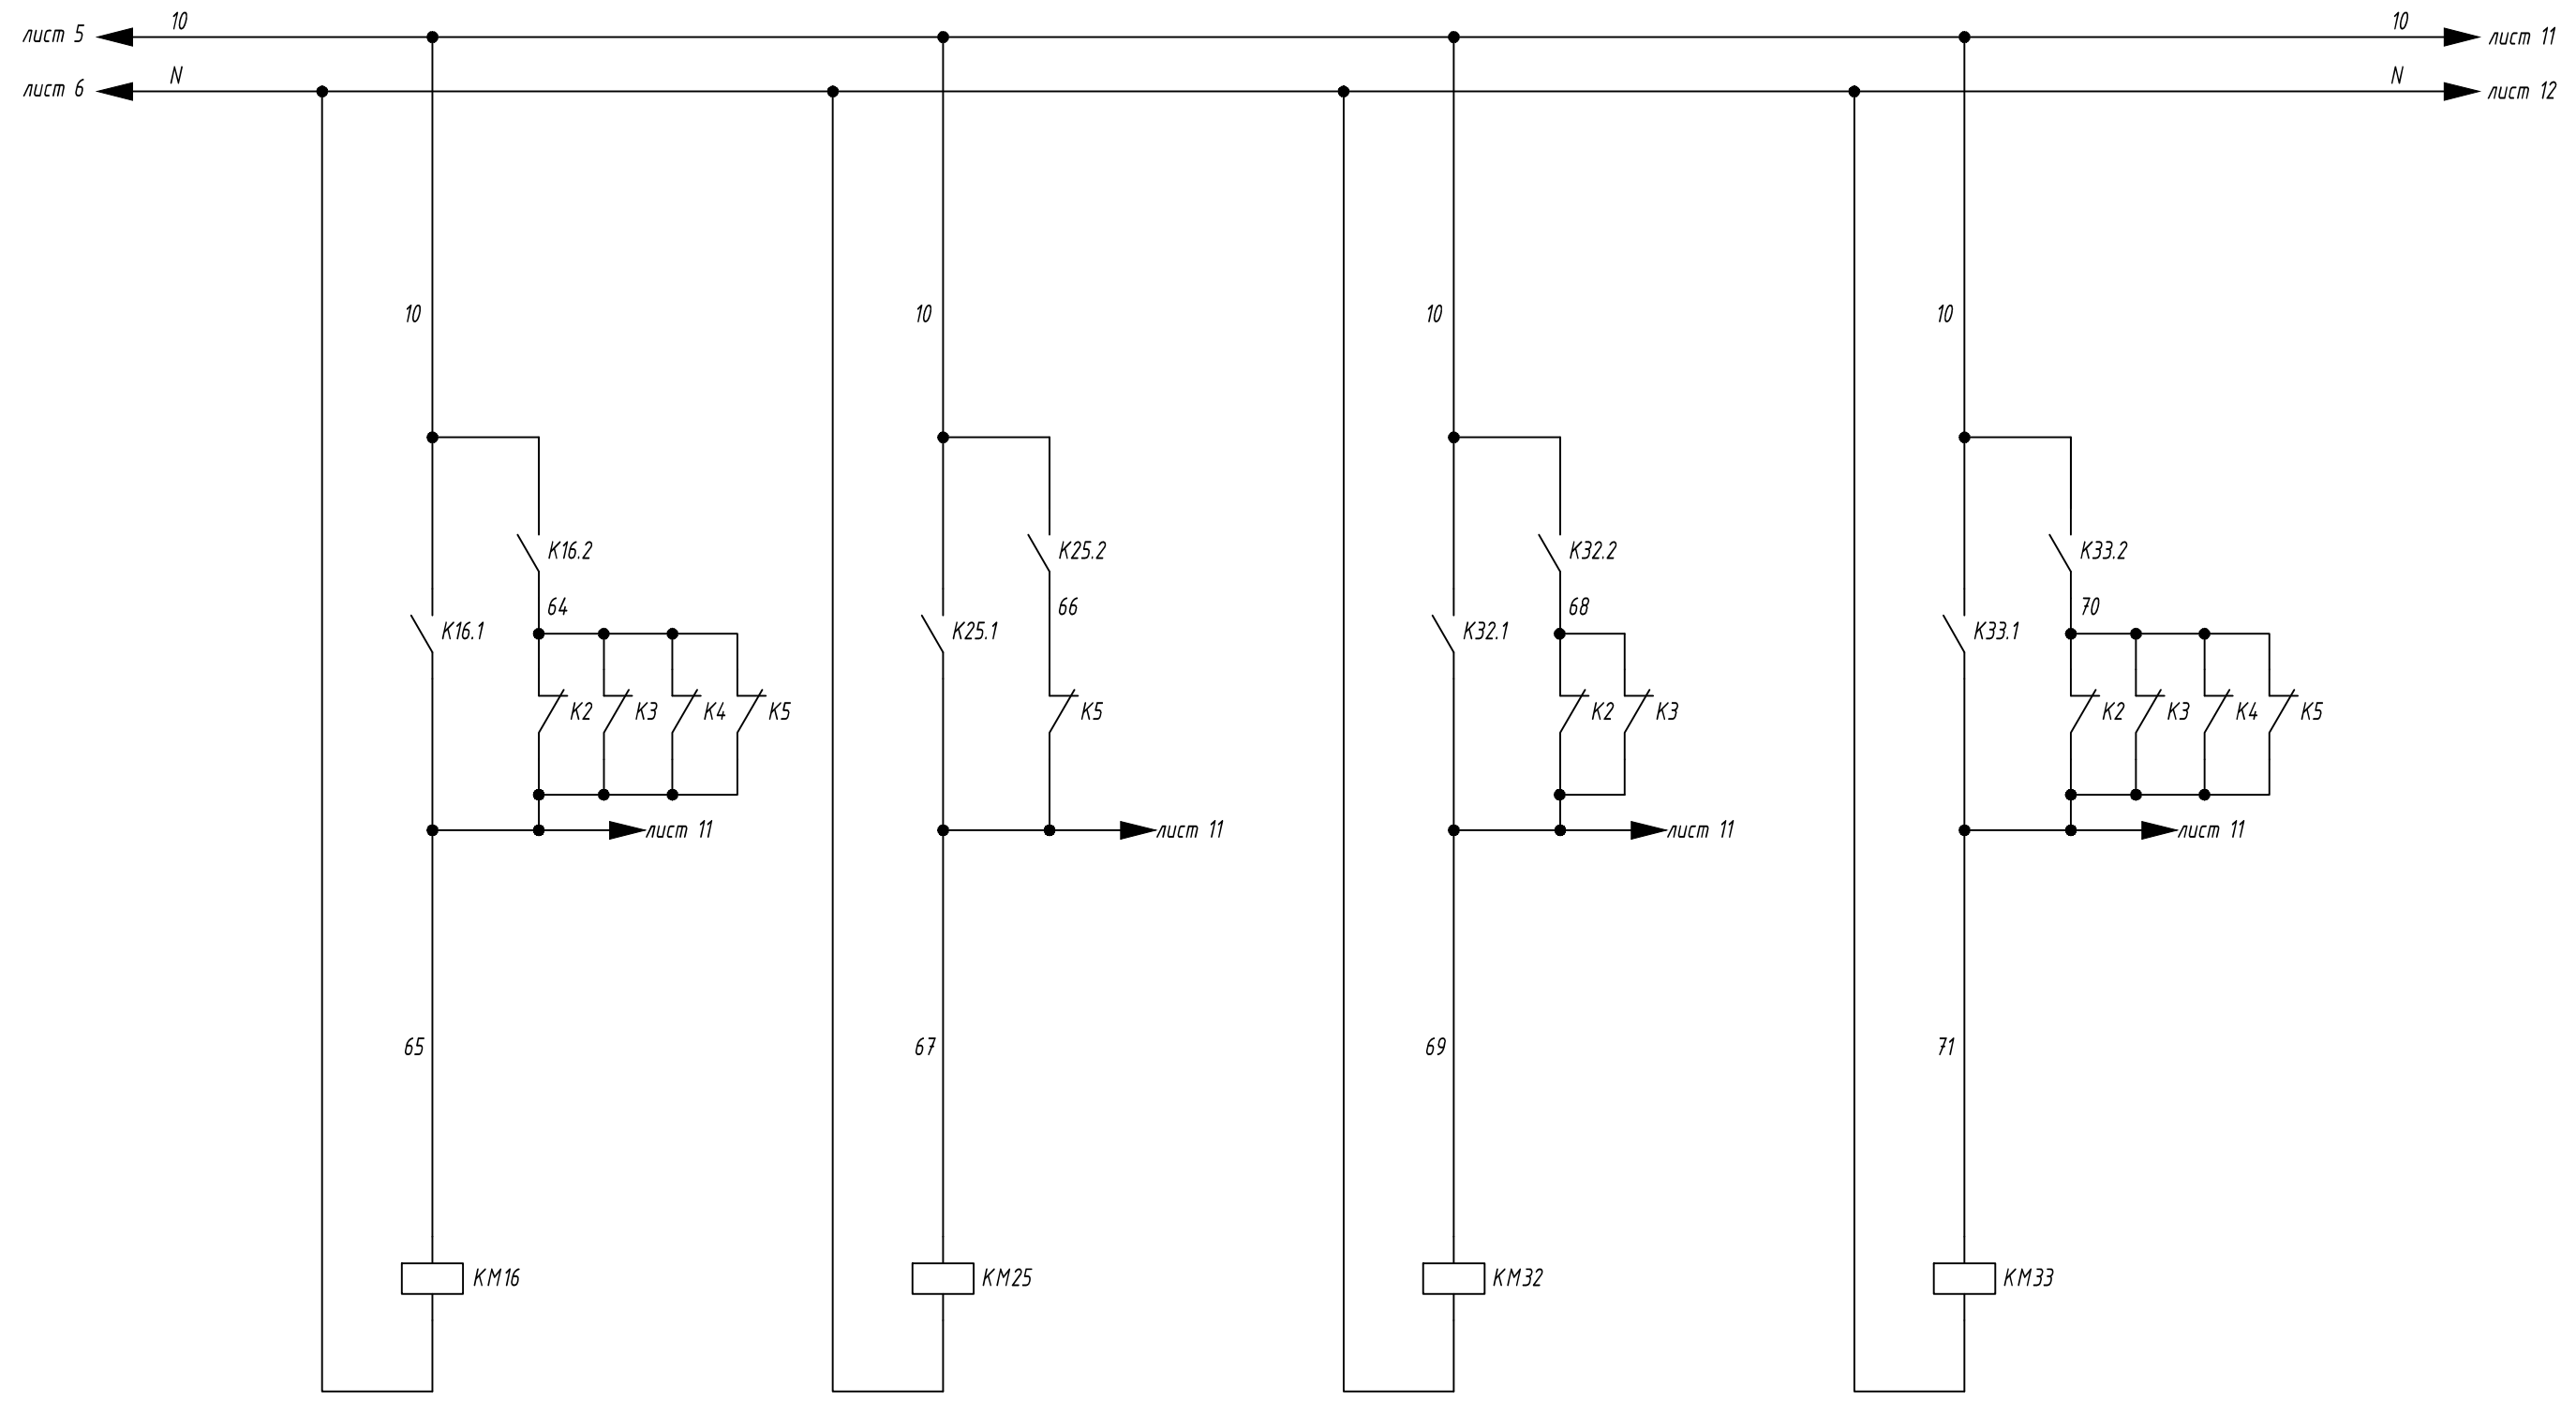 лист 5 10 10 лист 11
лист 6 N N лист 12
10 10 10 10
K16.2 K25.2 K32.2 K33.2
64 66 68 70
K16.1 K25.1 K32.1 K33.1
K2 K3 K4 K5 K5 K2 K3 K2 K3 K4 K5
лист 11 лист 11 лист 11 лист 11
65 67 69 71
KM16 KM25 KM32 KM33